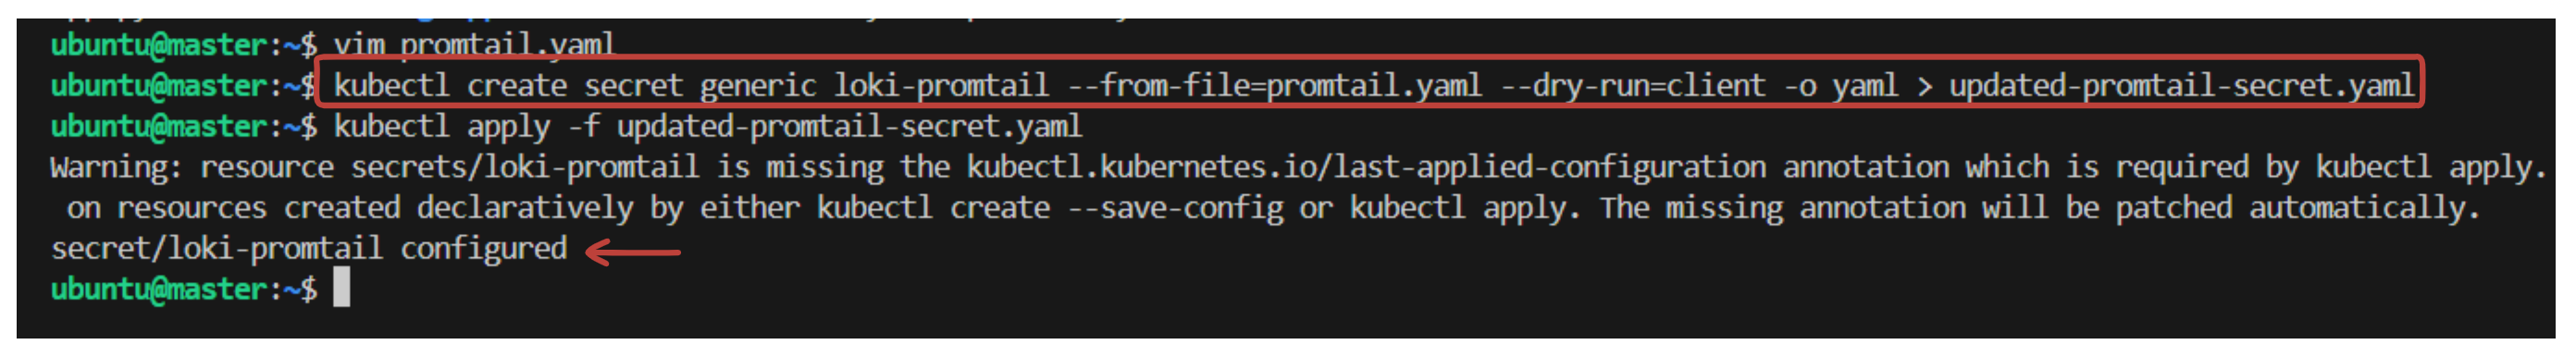 ubuntu@master:~$ vim promtail.yaml
ubuntu@master:~$ kubectl create secret generic loki-promtail --from-file=promtail.yaml --dry-run=client -o yaml > updated-promtail-secret.yaml
ubuntu@master:~$ kubectl apply -f updated-promtail-secret.yaml
Warning: resource secrets/loki-promtail is missing the kubectl.kubernetes.io/last-applied-configuration annotation which is required by kubectl apply.
on resources created declaratively by either kubectl create --save-config or kubectl apply. The missing annotation will be patched automatically.
secret/loki-promtail configured
ubuntu@master:~$